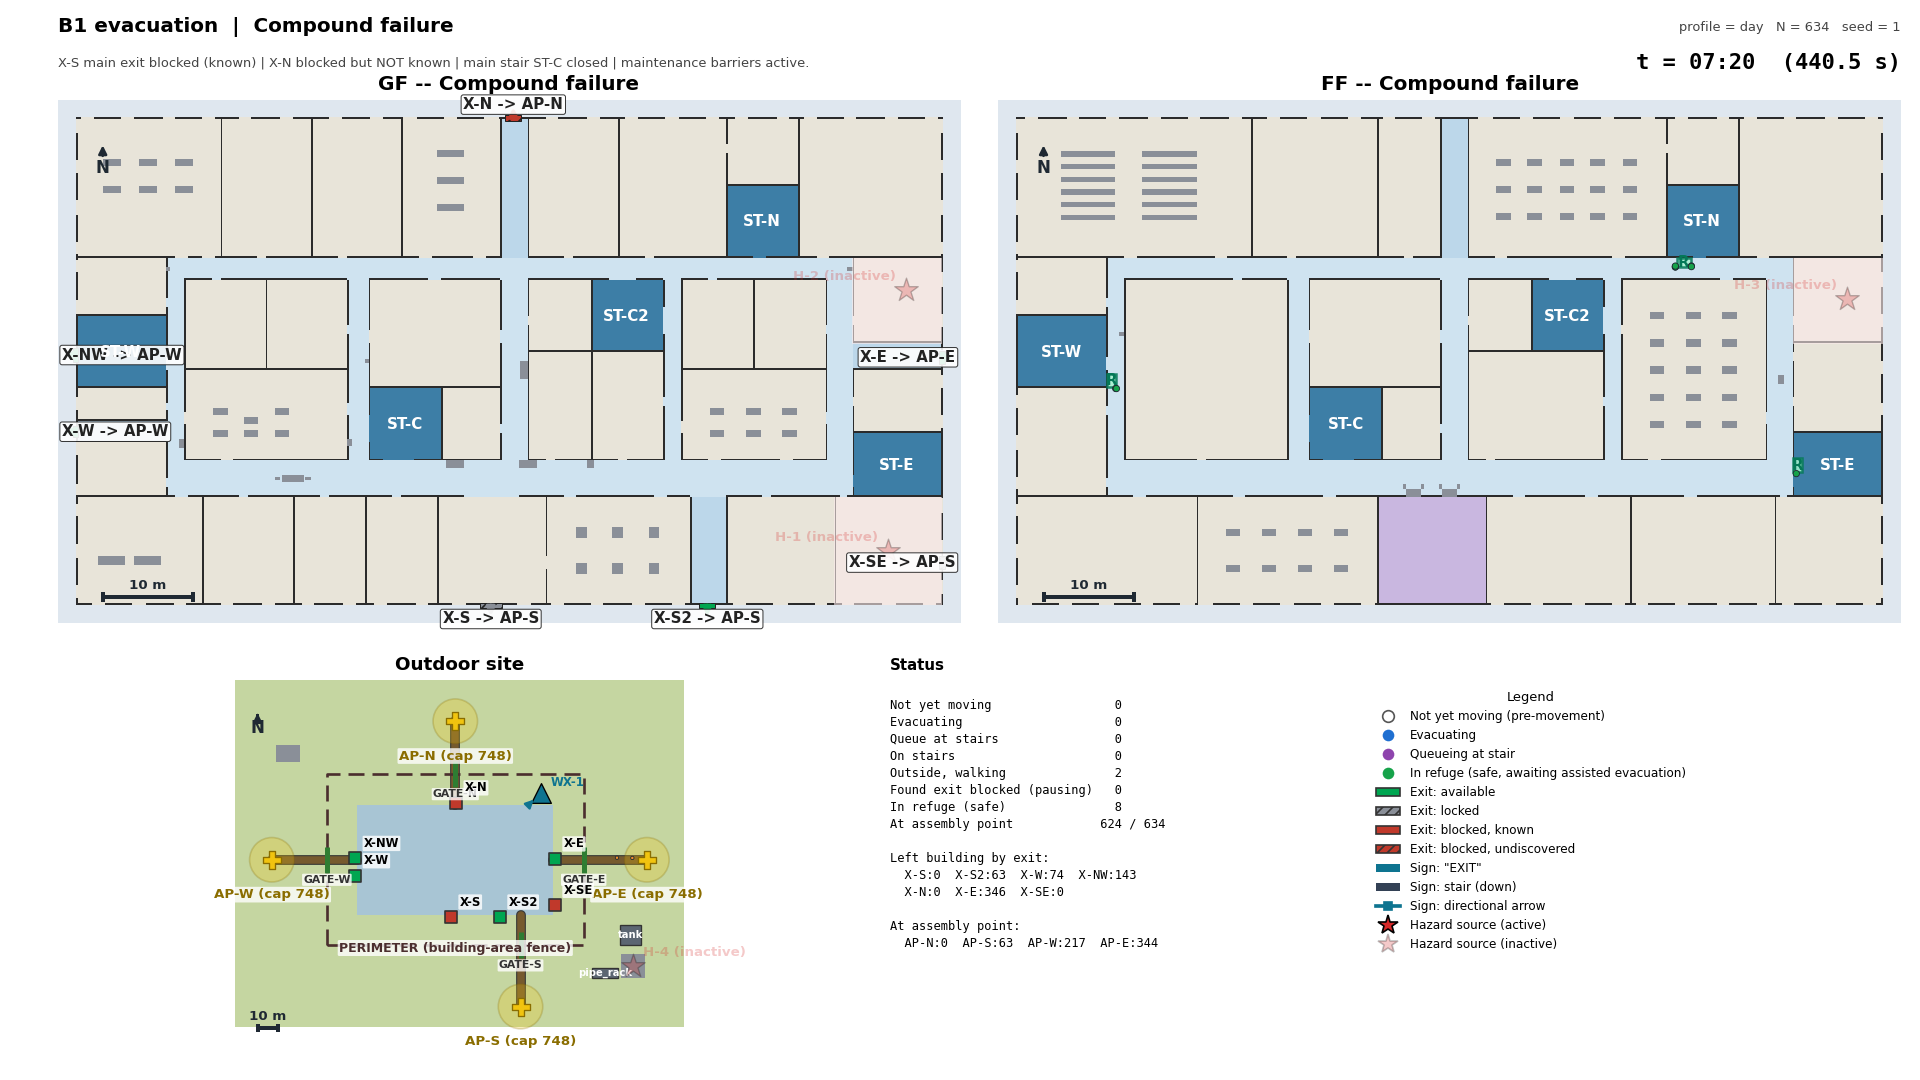 B1 evacuation | Compound failure
profile = day N = 634 seed = 1
X-S main exit blocked (known) | X-N blocked but NOT known | main stair ST-C closed | maintenance barriers active.
t = 07:20 (440.5 s)
GF -- Compound failure
X-N -> AP-N
N
ST-N
H-2 (inactive)
ST-C2
X-NW -> AP-W
X-E -> AP-E
ST-C
X-W -> AP-W
ST-E
H-1 (inactive)
X-SE -> AP-S
10 m
X-S -> AP-S
X-S2 -> AP-S
FF -- Compound failure
N
ST-N
R
H-3 (inactive)
ST-C2
ST-W
R
ST-C
R
ST-E
10 m
Outdoor site
N
AP-N (cap 748)
WX-1
X-N
X-NW
X-W
X-E
GATE-W
GATE-E
X-SE
AP-W (cap 748)
AP-E (cap 748)
X-S
X-S2
tank
PERIMETER (building-area fence)
H-4 (inactive)
GATE-S
pipe_rack
10 m
AP-S (cap 748)
Status
Not yet moving 0
Evacuating 0
Queue at stairs 0
On stairs 0
Outside, walking 2
Found exit blocked (pausing) 0
In refuge (safe) 8
At assembly point 624 / 634
Left building by exit:
X-S:0 X-S2:63 X-W:74 X-NW:143
X-N:0 X-E:346 X-SE:0
At assembly point:
AP-N:0 AP-S:63 AP-W:217 AP-E:344
Legend
Not yet moving (pre-movement)
Evacuating
Queueing at stair
In refuge (safe, awaiting assisted evacuation)
Exit: available
Exit: locked
Exit: blocked, known
Exit: blocked, undiscovered
Sign: "EXIT"
Sign: stair (down)
Sign: directional arrow
Hazard source (active)
Hazard source (inactive)